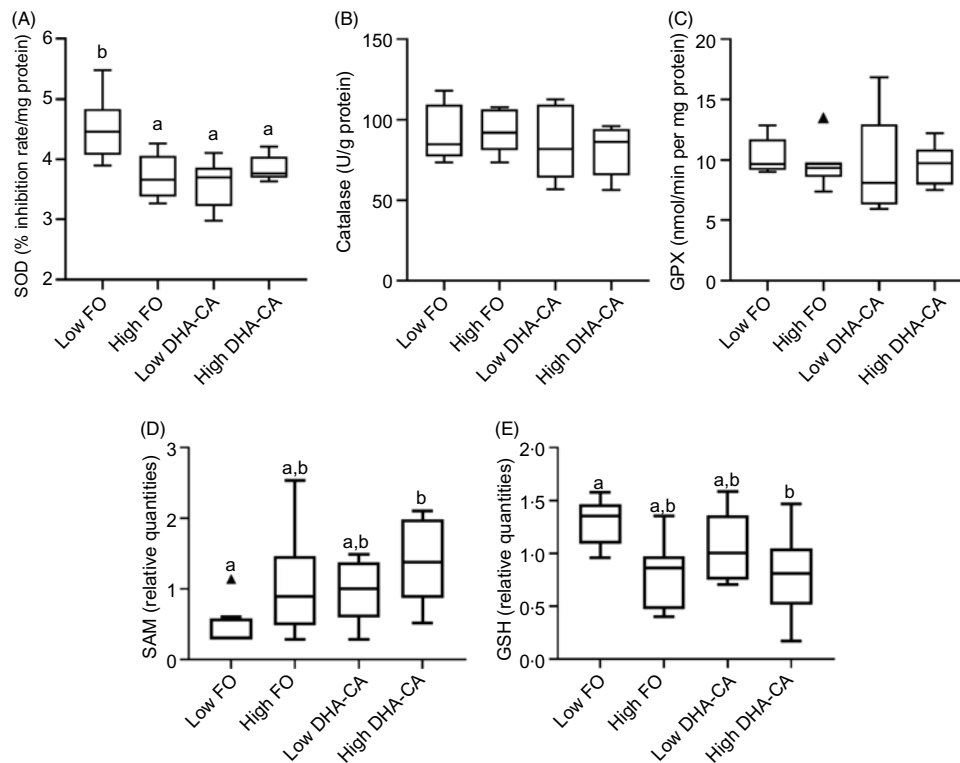 (A)
SOD (% inhibition rate/mg protein)
6
5
4
3
2
b
a
a
a
Low FO
High FO
Low DHA-CA
High DHA-CA
(B)
Catalase (U/g protein)
150
100
50
0
Low FO
High FO
Low DHA-CA
High DHA-CA
(C)
GPX (nmol/min per mg protein)
20
15
10
5
0
Low FO
High FO
Low DHA-CA
High DHA-CA
(D)
SAM (relative quantities)
3
2
1
0
a
a,b
a,b
b
Low FO
High FO
Low DHA-CA
High DHA-CA
(E)
GSH (relative quantities)
2·0
1·5
1·0
0·5
0·0
a
a,b
a,b
b
Low FO
High FO
Low DHA-CA
High DHA-CA